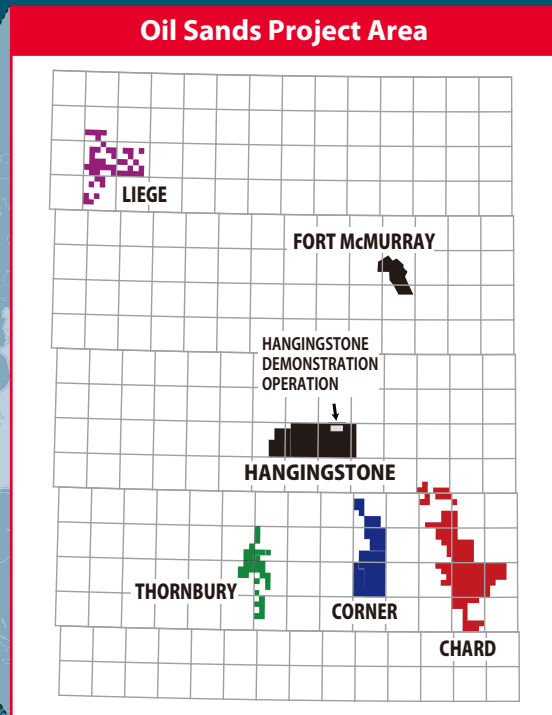 Oil Sands Project Area
LIEGE
FORT McMURRAY
HANGINGSTONE
DEMONSTRATION
OPERATION
HANGINGSTONE
THORNBURY
CORNER
CHARD